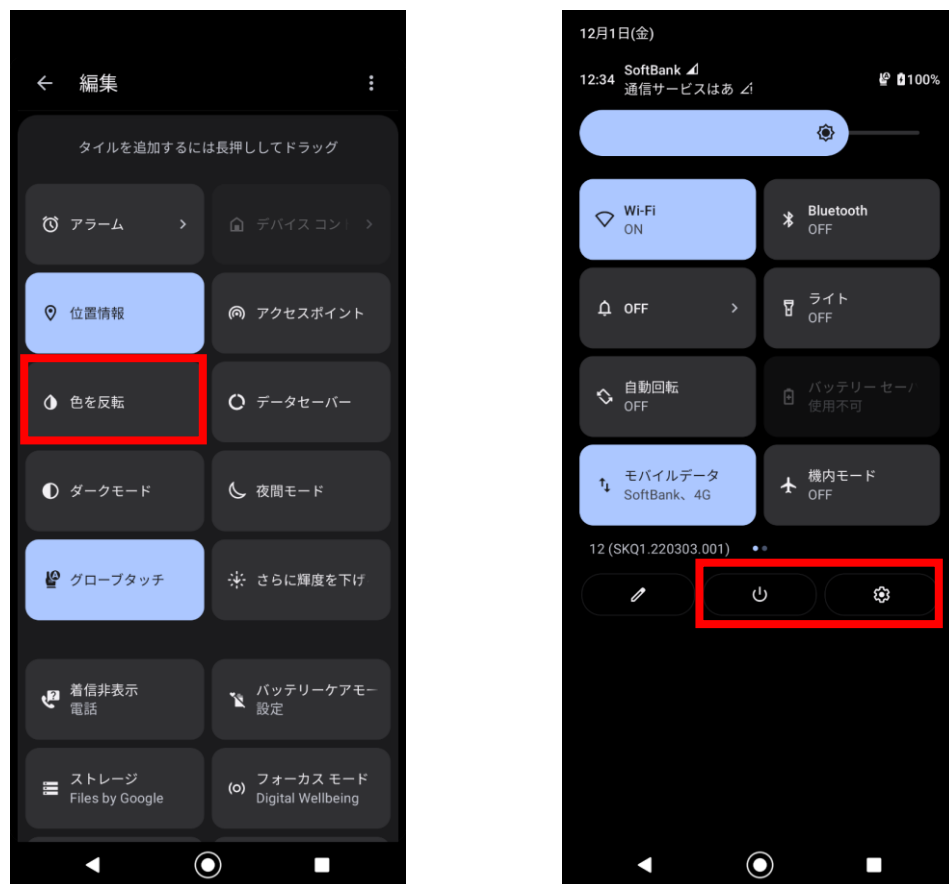 編集
タイルを追加するには長押ししてドラッグ
アラーム
デバイス コン
位置情報
アクセスポイント
色を反転
データセーバー
ダークモード
夜間モード
グローブタッチ
さらに輝度を下げ
着信非表示
電話
バッテリーケアモー
設定
ストレージ
Files by Google
フォーカス モード
Digital Wellbeing
12月1日(金)
12:34
SoftBank
通信サービスはあ
100%
Wi-Fi
ON
Bluetooth
OFF
OFF
ライト
OFF
自動回転
OFF
バッテリー セーバ
使用不可
モバイルデータ
SoftBank、4G
機内モード
OFF
12 (SKQ1.220303.001)